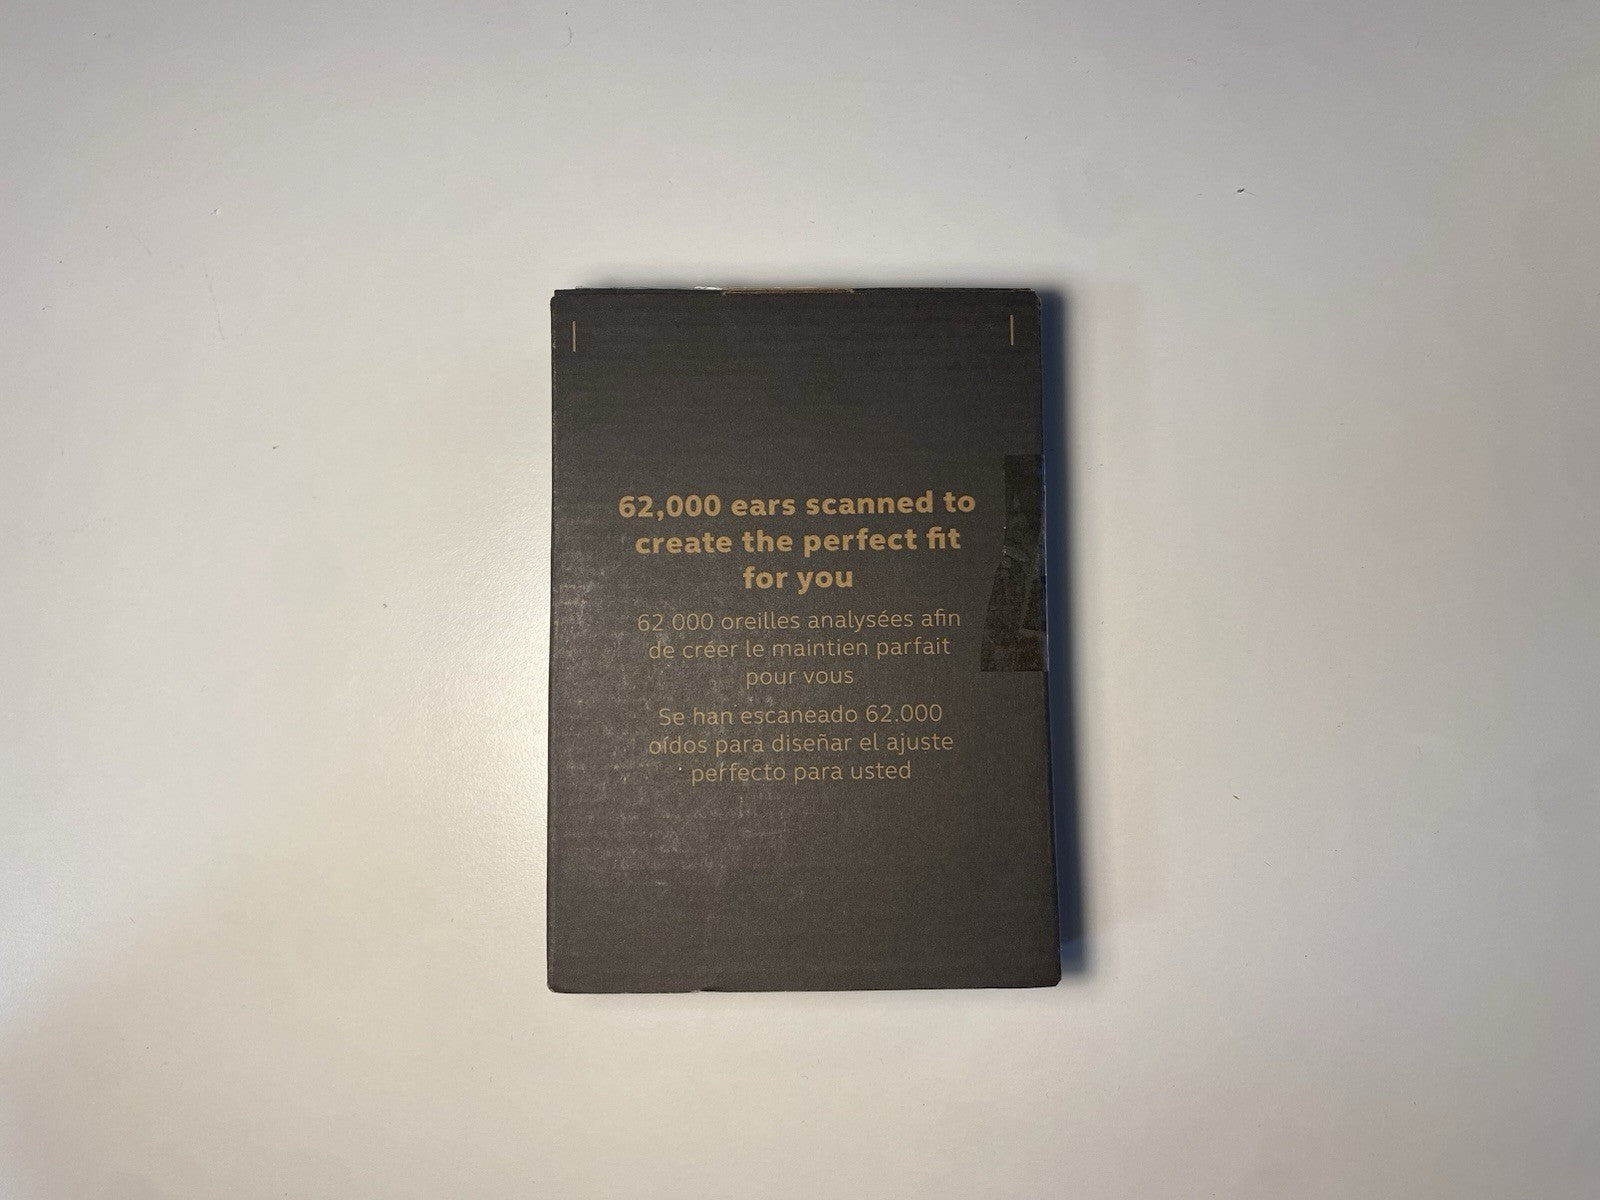 62,000 ears scanned to
create the perfect fit
for you
62 000 oreilles analysées afin
de créer le maintien parfait
pour vous
Se han escaneado 62.000
oídos para diseñar el ajuste
perfecto para usted